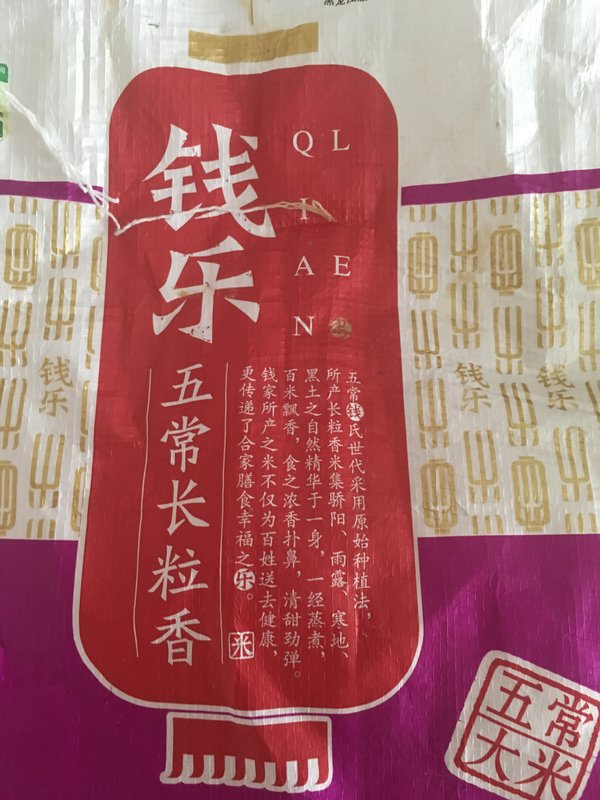 钱乐
QIAN
LE
五常长粒香
五常钱氏世代采用原始种植法，
所产长粒香米集骄阳、雨露、寒地、
黑土之自然精华于一身，一经蒸煮，
百米飘香，食之浓香扑鼻，清甜劲弹。
钱家所产之米不仅为百姓送去健康，
更传递了合家膳食幸福之乐。
米
钱乐
钱乐
钱乐
五常
大米